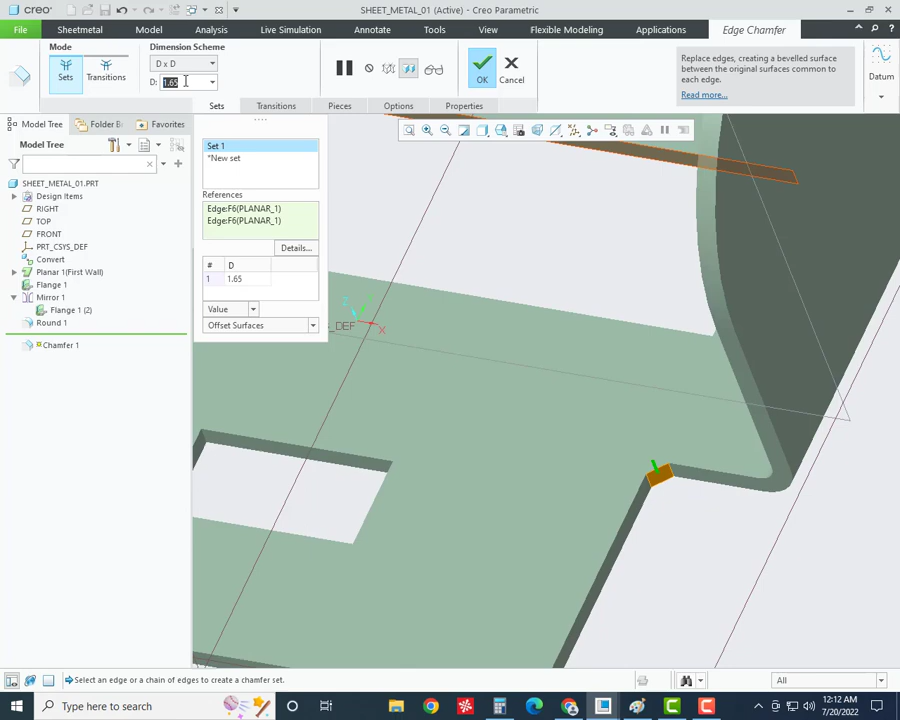 creo
SHEET_METAL_01 (Active) - Creo Parametric
File
Sheetmetal
Model
Analysis
Live Simulation
Annotate
Tools
View
Flexible Modeling
Applications
Edge Chamfer
Mode
Sets
Transitions
Dimension Scheme
D x D
D: 1.65
OK
Cancel
Replace edges, creating a bevelled surface
between the original surfaces common to
each edge.
Read more...
Datum
Sets
Transitions
Pieces
Options
Properties
Model Tree
Folder B
Favorites
Model Tree
SHEET_METAL_01.PRT
Design Items
RIGHT
TOP
FRONT
PRT_CSYS_DEF
Convert
Planar 1(First Wall)
Flange 1
Mirror 1
Flange 1 (2)
Round 1
Chamfer 1
Set 1
*New set
References
Edge:F6(PLANAR_1)
Edge:F6(PLANAR_1)
Details...
# D
1 1.65
Value
Offset Surfaces
Z
X
_DEF
Select an edge or a chain of edges to create a chamfer set.
All
Type here to search
12:12 AM
7/20/2022